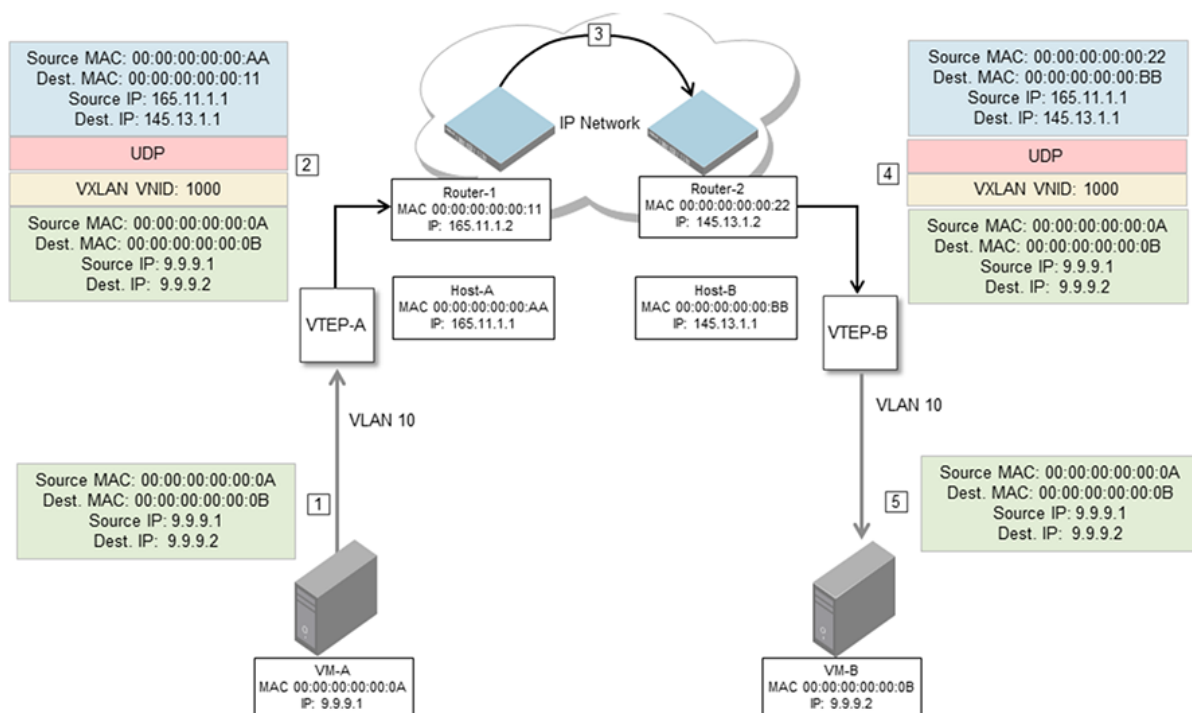 Source MAC: 00:00:00:00:00:AA
Dest. MAC: 00:00:00:00:00:11
Source IP: 165.11.1.1
Dest. IP: 145.13.1.1
UDP
VXLAN VNID: 1000
Source MAC: 00:00:00:00:00:0A
Dest. MAC: 00:00:00:00:00:0B
Source IP: 9.9.9.1
Dest. IP: 9.9.9.2
2
3
IP Network
Router-1
MAC 00:00:00:00:00:11
IP: 165.11.1.2
Router-2
MAC 00:00:00:00:00:22
IP: 145.13.1.2
Host-A
MAC 00:00:00:00:00:AA
IP: 165.11.1.1
Host-B
MAC 00:00:00:00:00:BB
IP: 145.13.1.1
4
Source MAC: 00:00:00:00:00:22
Dest. MAC: 00:00:00:00:00:BB
Source IP: 165.11.1.1
Dest. IP: 145.13.1.1
UDP
VXLAN VNID: 1000
Source MAC: 00:00:00:00:00:0A
Dest. MAC: 00:00:00:00:00:0B
Source IP: 9.9.9.1
Dest. IP: 9.9.9.2
VTEP-A
VTEP-B
VLAN 10
VLAN 10
Source MAC: 00:00:00:00:00:0A
Dest. MAC: 00:00:00:00:00:0B
Source IP: 9.9.9.1
Dest. IP: 9.9.9.2
1
5
Source MAC: 00:00:00:00:00:0A
Dest. MAC: 00:00:00:00:00:0B
Source IP: 9.9.9.1
Dest. IP: 9.9.9.2
VM-A
MAC 00:00:00:00:00:0A
IP: 9.9.9.1
VM-B
MAC 00:00:00:00:00:0B
IP: 9.9.9.2